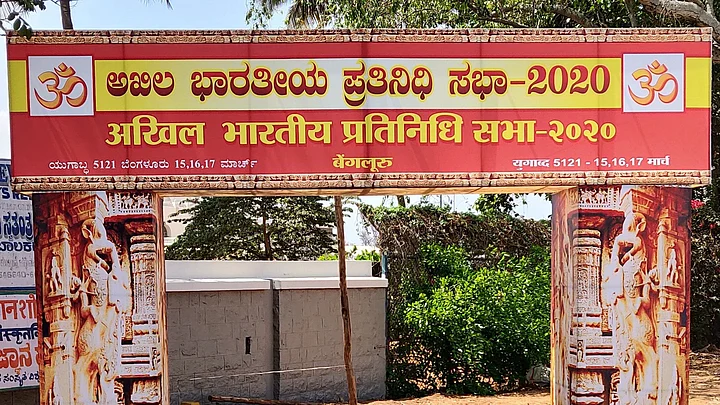 ಅಖಿಲ ಭಾರತೀಯ ಪ್ರತಿನಿಧಿ ಸಭಾ-2020
अखिल भारतीय प्रतिनिधि सभा-२०२०
ಯುಗಾಬ್ಧ 5121 ಬೆಂಗಳೂರು 15,16,17 ಮಾರ್ಚ್ बेंगलुरु युगाब्द 5121 - 15,16,17 मार्च
ॐ ॐ